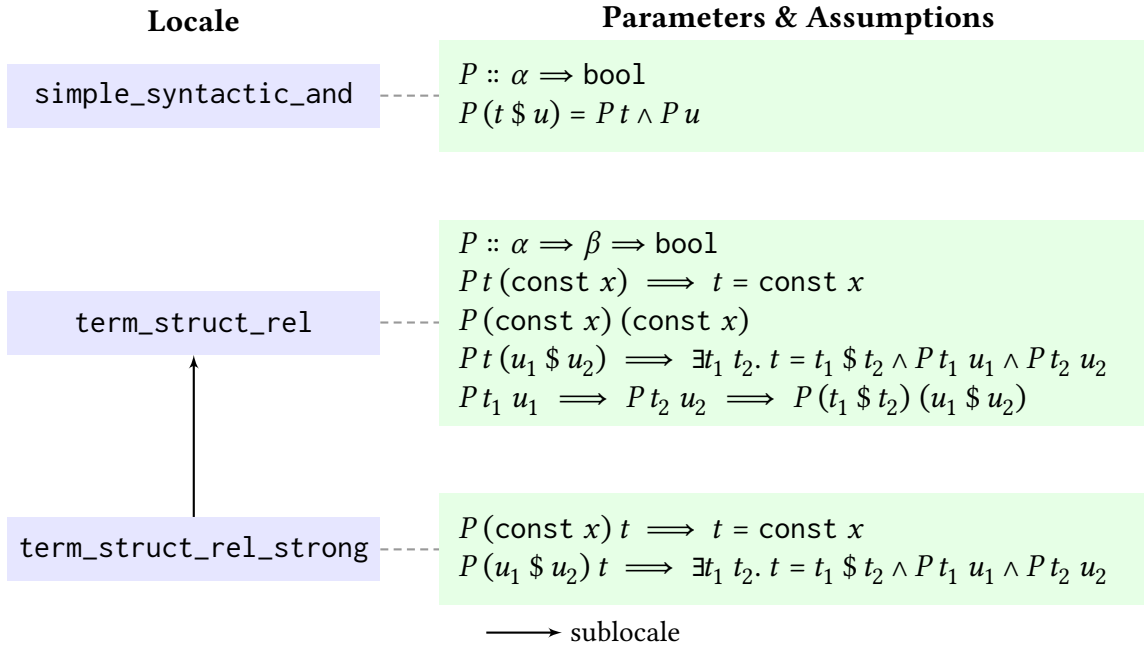 Locale
Parameters & Assumptions
simple_syntactic_and
P :: α ⟹ bool
P (t $ u) = P t ∧ P u
term_struct_rel
P :: α ⟹ β ⟹ bool
P t (const x) ⟹ t = const x
P (const x) (const x)
P t (u₁ $ u₂) ⟹ ∃t₁ t₂. t = t₁ $ t₂ ∧ P t₁ u₁ ∧ P t₂ u₂
P t₁ u₁ ⟹ P t₂ u₂ ⟹ P (t₁ $ t₂) (u₁ $ u₂)
term_struct_rel_strong
P (const x) t ⟹ t = const x
P (u₁ $ u₂) t ⟹ ∃t₁ t₂. t = t₁ $ t₂ ∧ P t₁ u₁ ∧ P t₂ u₂
sublocale